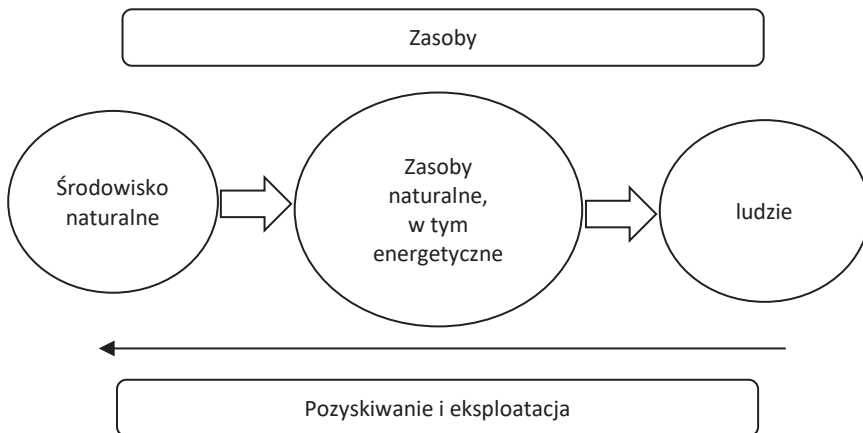 Zasoby
Środowisko
naturalne
Zasoby
naturalne,
w tym
energetyczne
ludzie
Pozyskiwanie i eksploatacja